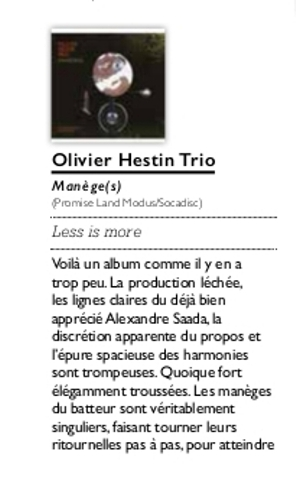 Olivier Hestin Trio
Manège(s)
(Promise Land Modus/Socadisc)
Less is more
Voilà un album comme il y en a
trop peu. La production léchée,
les lignes claires du déjà bien
apprécié Alexandre Saada, la
discrétion apparente du propos et
l'épure spacieuse des harmonies
sont trompeuses. Quoique fort
élégamment troussées. Les manèges
du batteur sont véritablement
singuliers, faisant tourner leurs
ritournelles pas à pas, pour atteindre